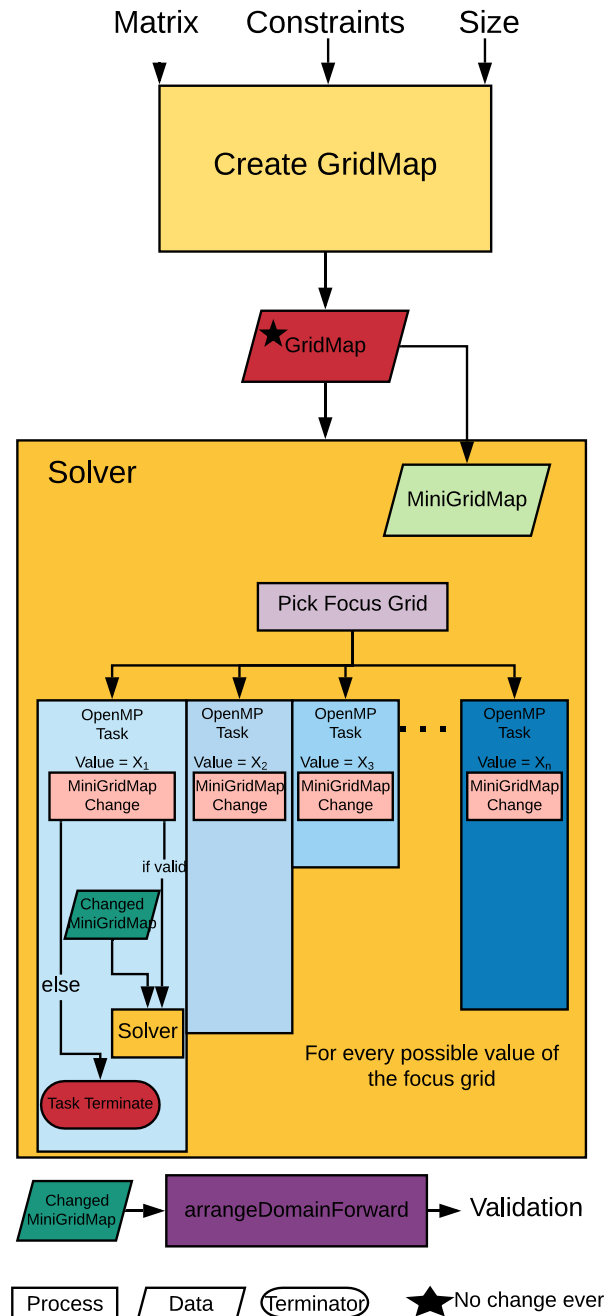 Matrix Constraints Size
Create GridMap
GridMap
Solver
MiniGridMap
Pick Focus Grid
OpenMP Task
Value = X1
MiniGridMap Change
OpenMP Task
Value = X2
MiniGridMap Change
OpenMP Task
Value = X3
MiniGridMap Change
OpenMP Task
Value = Xn
MiniGridMap Change
if valid
Changed
MiniGridMap
else
Solver
Task Terminate
For every possible value of
the focus grid
Changed
MiniGridMap
arrangeDomainForward
Validation
Process
Data
Terminator
No change ever